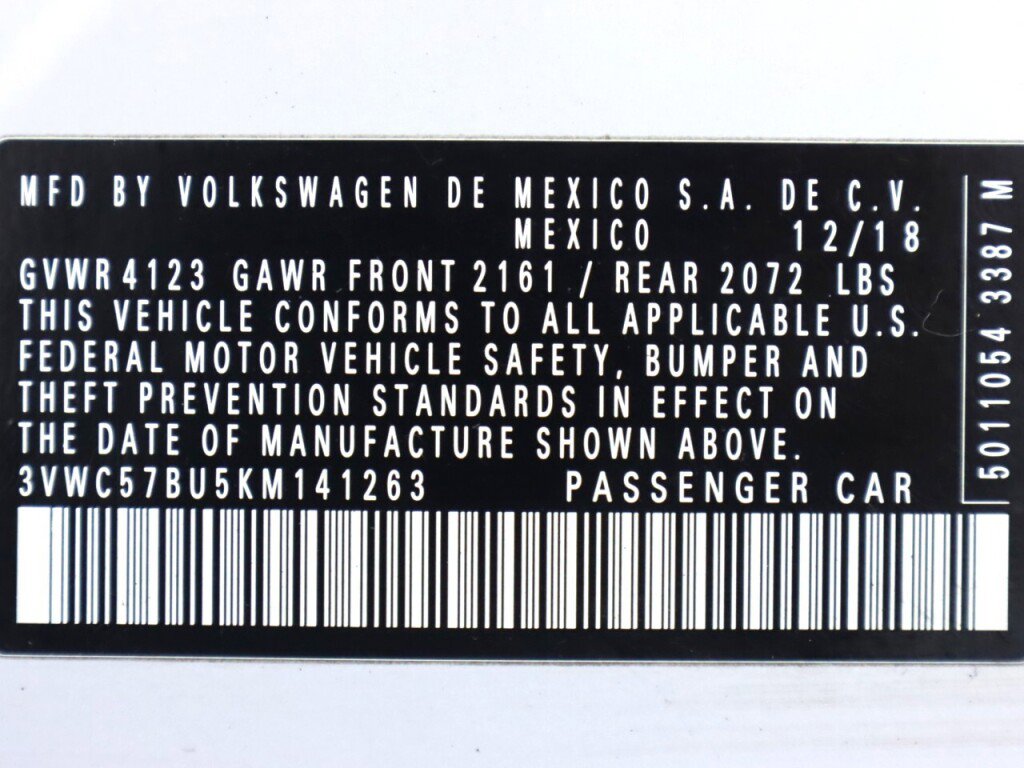 MFD BY VOLKSWAGEN DE MEXICO S.A. DE C.V.
MEXICO 12/18
GVWR 4123 GAWR FRONT 2161 / REAR 2072 LBS
THIS VEHICLE CONFORMS TO ALL APPLICABLE U.S.
FEDERAL MOTOR VEHICLE SAFETY, BUMPER AND
THEFT PREVENTION STANDARDS IN EFFECT ON
THE DATE OF MANUFACTURE SHOWN ABOVE.
3VWC57BU5KM141263 PASSENGER CAR
5011054 3387 M